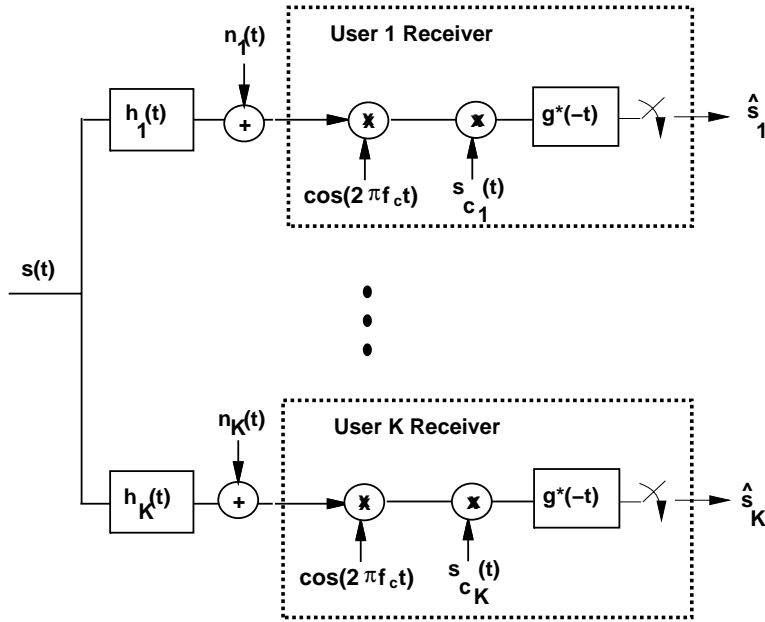 n1(t)
User 1 Receiver
h1(t)
+
X
x
g*(−t)
ŝ1
cos(2πfct)
sc1(t)
s(t)
nK(t)
User K Receiver
hK(t)
+
X
x
g*(−t)
ŝK
cos(2πfct)
scK(t)